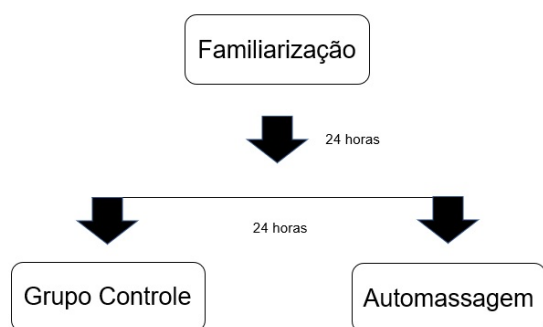 Familiarização
24 horas
24 horas
Grupo Controle
Automassagem